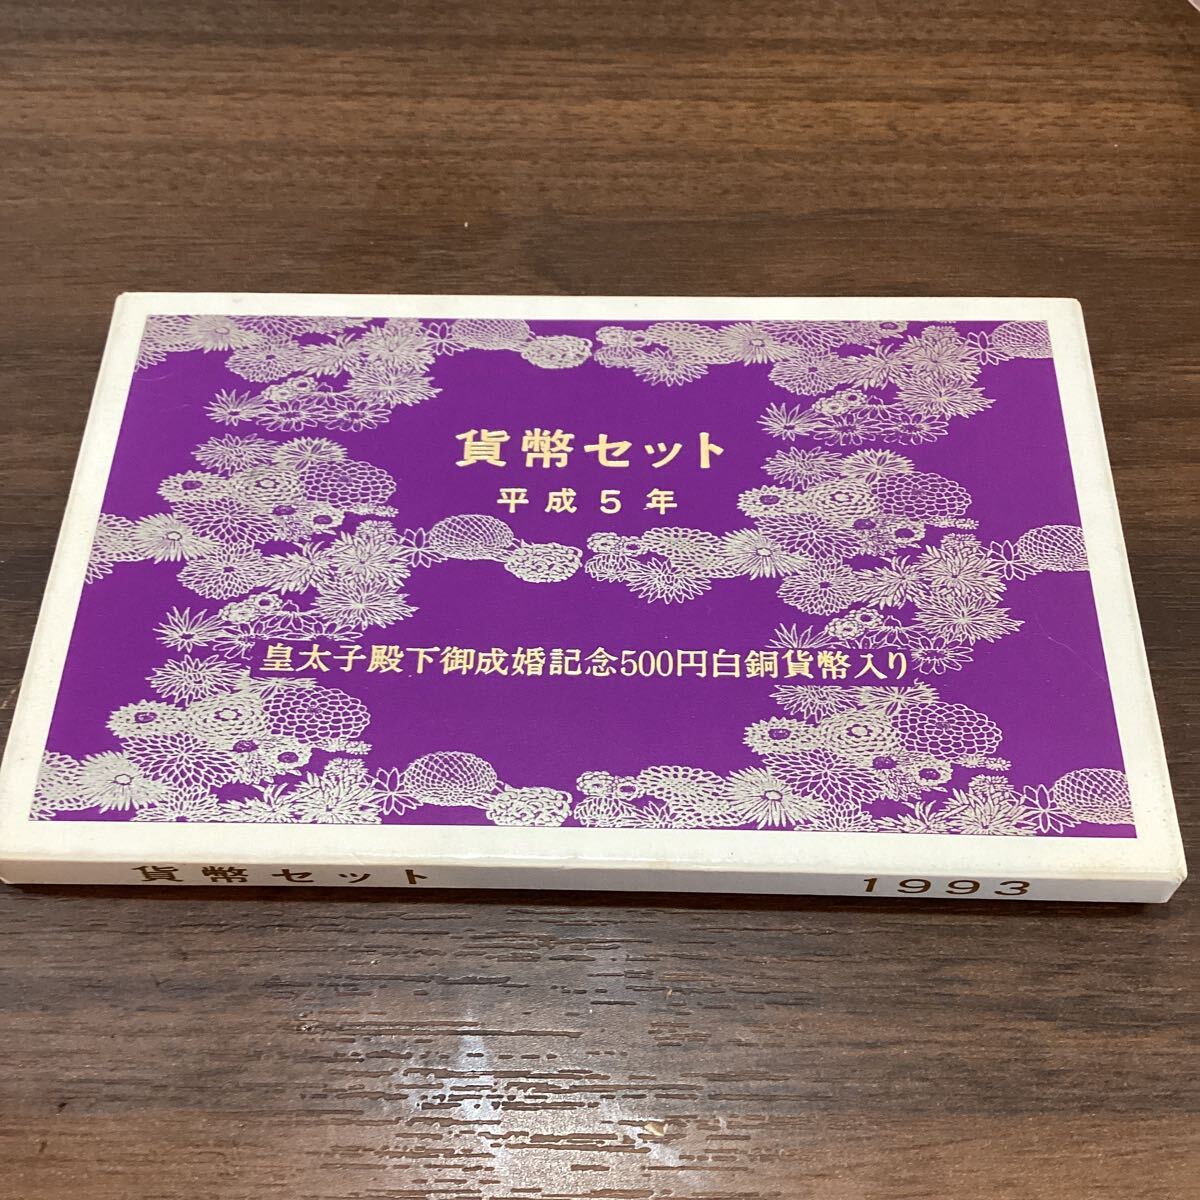 貨幣セット
平成5年
皇太子殿下御成婚記念500円白銅貨幣入り
貨幣セット 1993